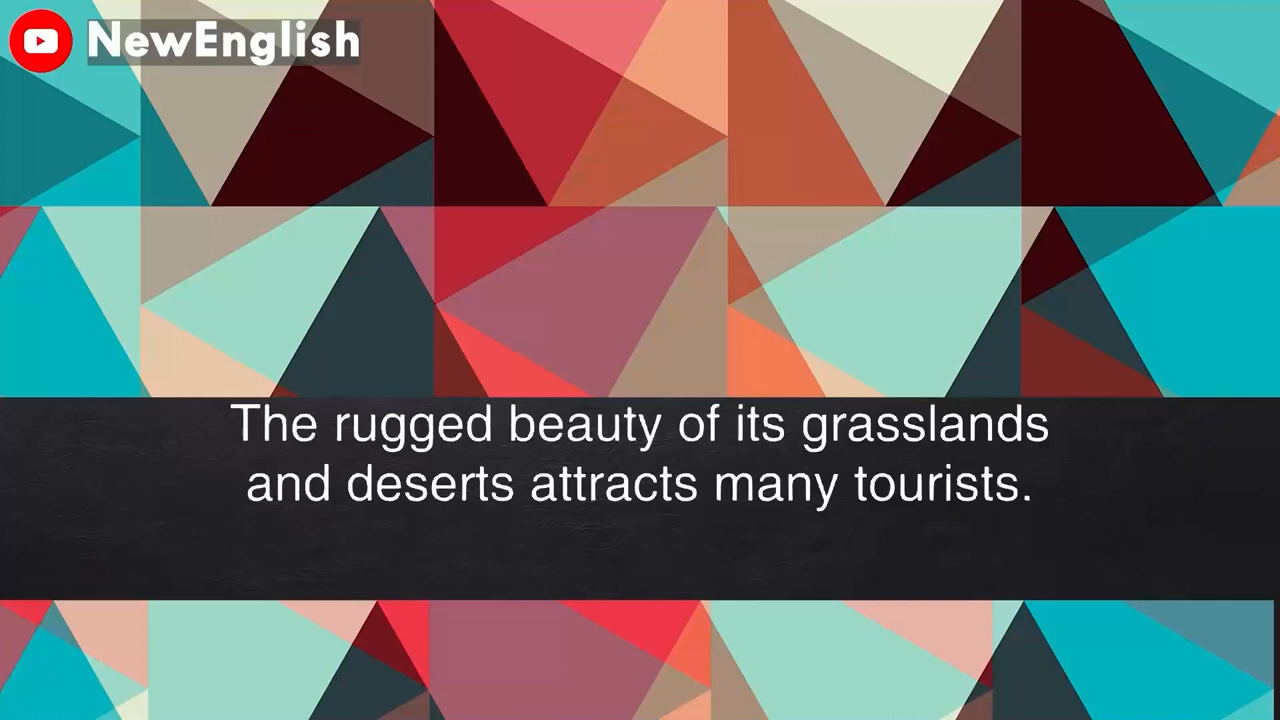 NewEnglish
The rugged beauty of its grasslands
and deserts attracts many tourists.